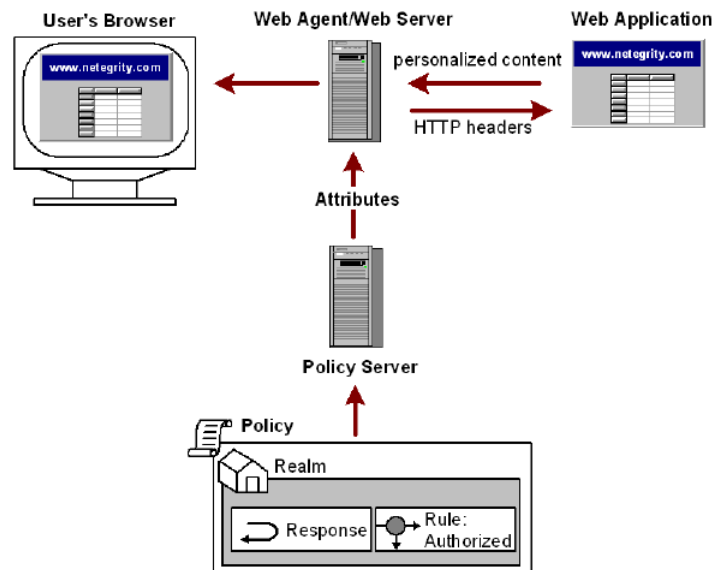 User's Browser
Web Agent/Web Server
Web Application
www.netegrity.com
personalized content
www.netegrity.com
HTTP headers
Attributes
Policy Server
Policy
Realm
Response
Rule:
Authorized